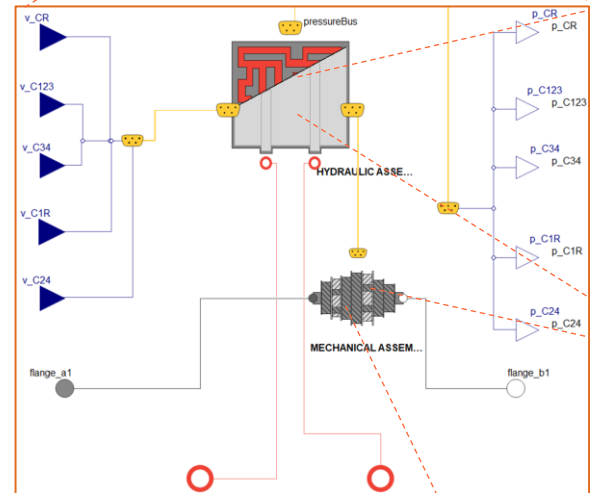 v_CR
pressureBus
p_CR
p_CR
v_C123
p_C123
p_C123
v_C34
p_C34
p_C34
HYDRAULIC ASSE...
v_C1R
p_C1R
p_C1R
v_C24
p_C24
p_C24
MECHANICAL ASSEM...
flange_a1
flange_b1